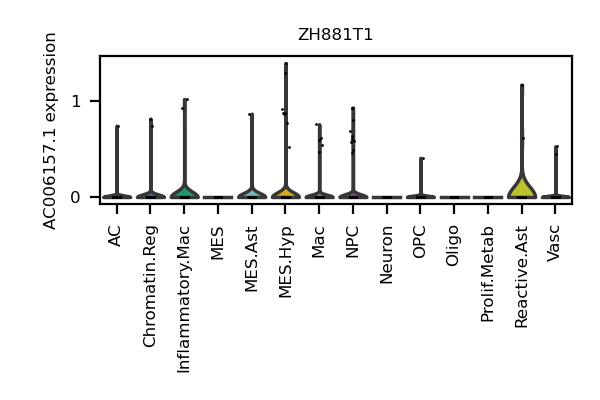 ZH881T1
AC006157.1 expression
1
0
AC
Chromatin.Reg
Inflammatory.Mac
MES
MES.Ast
MES.Hyp
Mac
NPC
Neuron
OPC
Oligo
Prolif.Metab
Reactive.Ast
Vasc